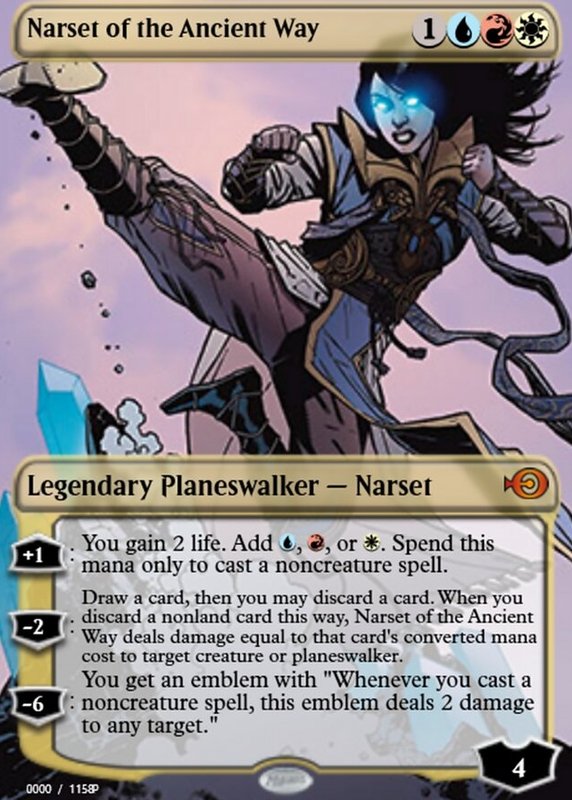 Narset of the Ancient Way 1
Legendary Planeswalker — Narset
+1 : You gain 2 life. Add , , or . Spend this
mana only to cast a noncreature spell.
Draw a card, then you may discard a card. When you
discard a nonland card this way, Narset of the Ancient
-2 : Way deals damage equal to that card's converted mana
cost to target creature or planeswalker.
You get an emblem with "Whenever you cast a
-6 : noncreature spell, this emblem deals 2 damage
to any target."
4
0000 / 1158P